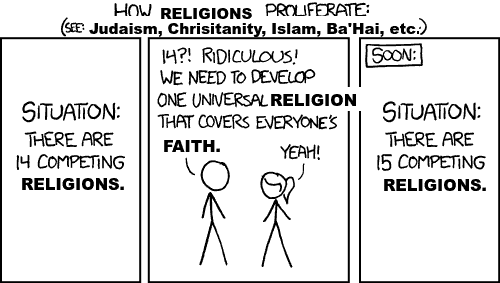 HOW RELIGIONS PROLIFERATE:
(SEE: Judaism, Chrisitanity, Islam, Ba'Hai, etc.)
SITUATION:
THERE ARE
14 COMPETING
RELIGIONS.
14?! RIDICULOUS!
WE NEED TO DEVELOP
ONE UNIVERSAL RELIGION
THAT COVERS EVERYONE'S
FAITH.
YEAH!
SOON:
SITUATION:
THERE ARE
15 COMPETING
RELIGIONS.